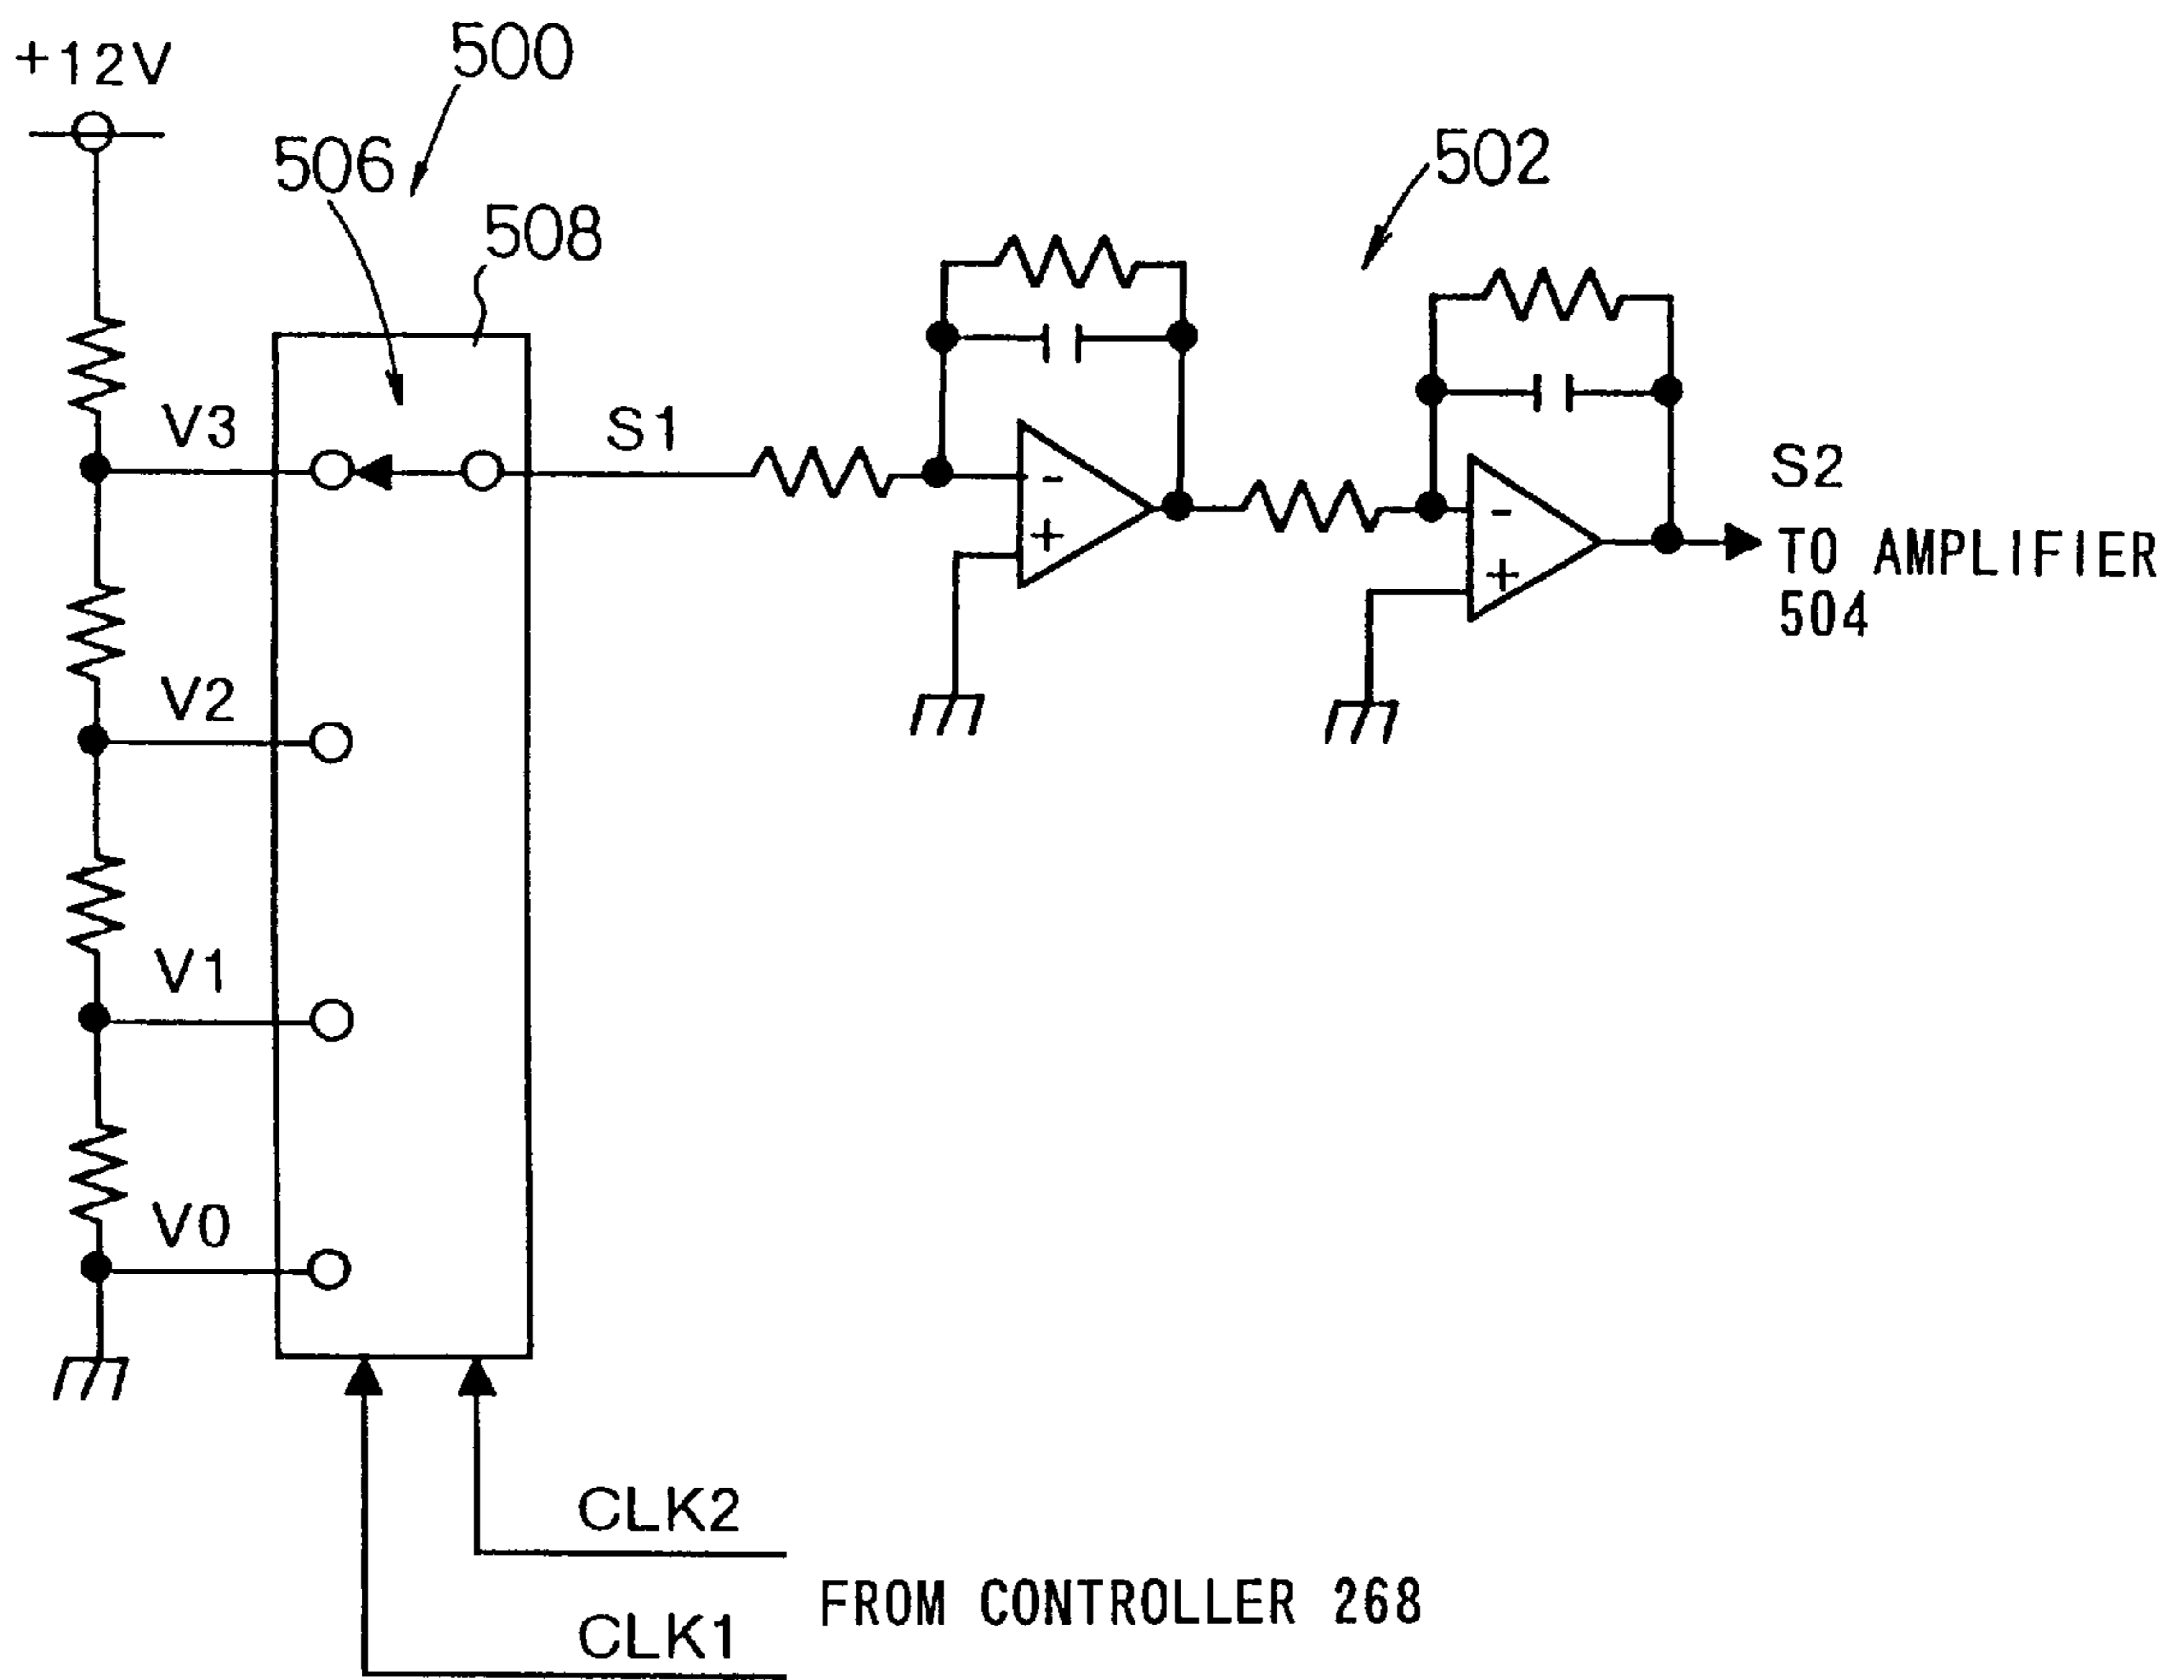 +12V
500
506
508
502
V3
S1
-
+
-
+
S2
TO AMPLIFIER
504
V2
V1
V0
CLK2
FROM CONTROLLER 268
CLK1